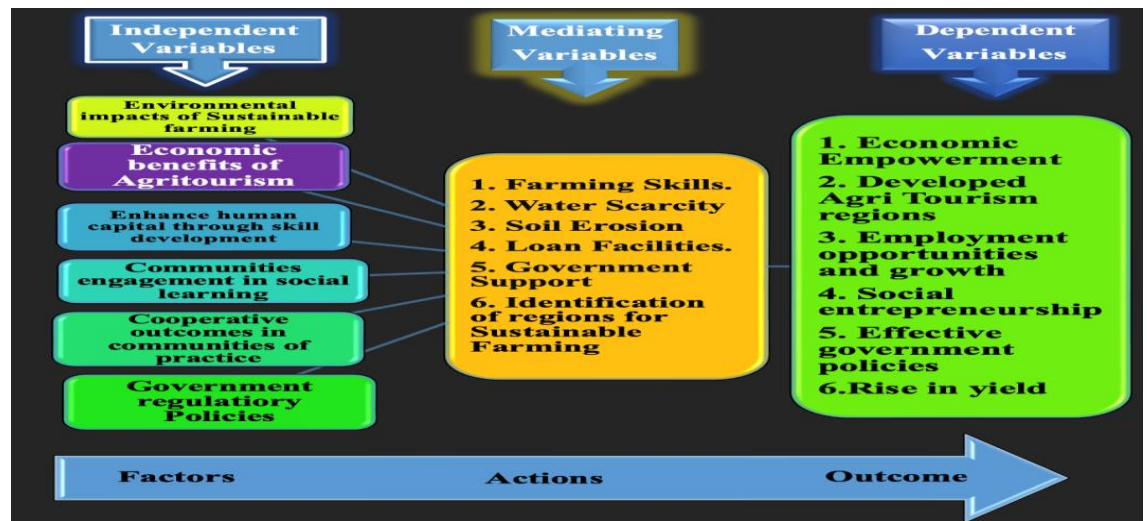 Independent
Variables
Environmental
impacts of Sustainable
farming
Economic
benefits of
Agritourism
Enhance human
capital through skill
development
Communities
engagement in social
learning
Cooperative
outcomes in
communities of
practice
Government
regulatiory
Policies
Mediating
Variables
1. Farming Skills.
2. Water Scarcity
3. Soil Erosion
4. Loan Facilities.
5. Government
Support
6. Identification
of regions for
Sustainable
Farming
Dependent
Variables
1. Economic
Empowerment
2. Developed
Agri Tourism
regions
3. Employment
opportunities
and growth
4. Social
entrepreneurship
5. Effective
government
policies
6.Rise in yield
Factors
Actions
Outcome